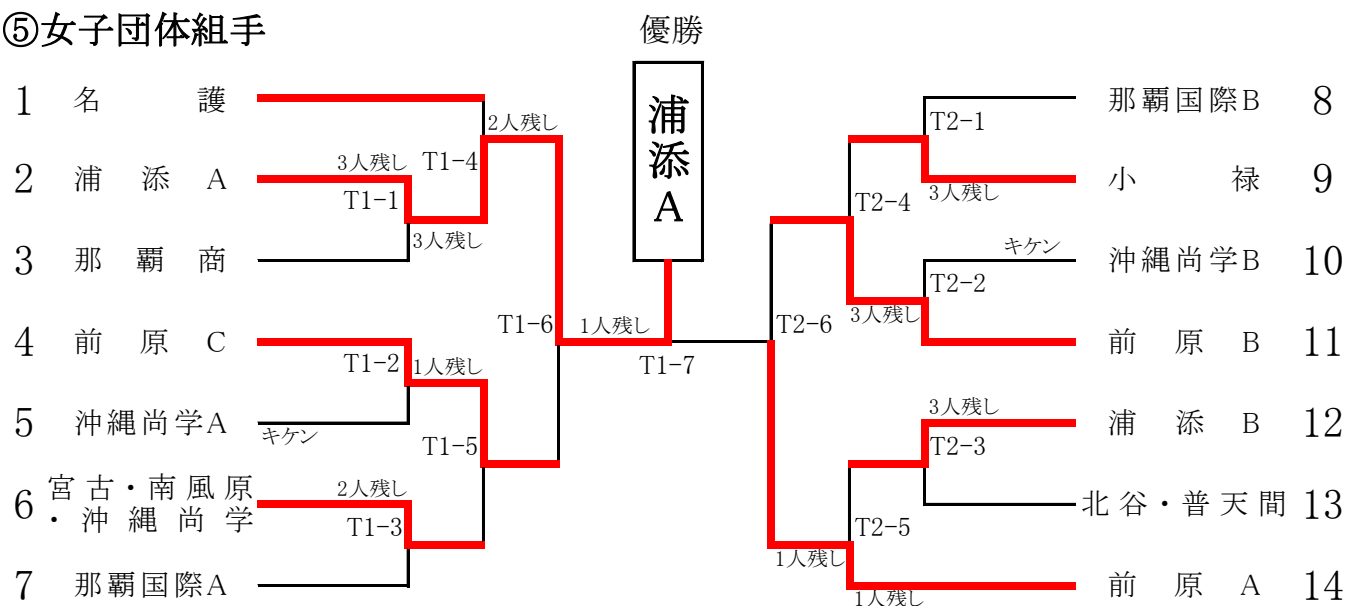 ⑤女子団体組手
優勝
浦添A
1 名護
2 浦添A
3 那覇商
4 前原C
5 沖縄尚学A
6 宮古・南風原
・沖縄尚学
7 那覇国際A
3人残し
T1-1
3人残し
T1-4
2人残し
T1-2
1人残し
キケン
T1-5
2人残し
T1-3
T1-6
1人残し
T1-7
T2-6
T2-1
3人残し
T2-4
キケン
T2-2
3人残し
3人残し
T2-3
T2-5
1人残し
1人残し
那覇国際B 8
小禄 9
沖縄尚学B 10
前原B 11
浦添B 12
北谷・普天間 13
前原A 14